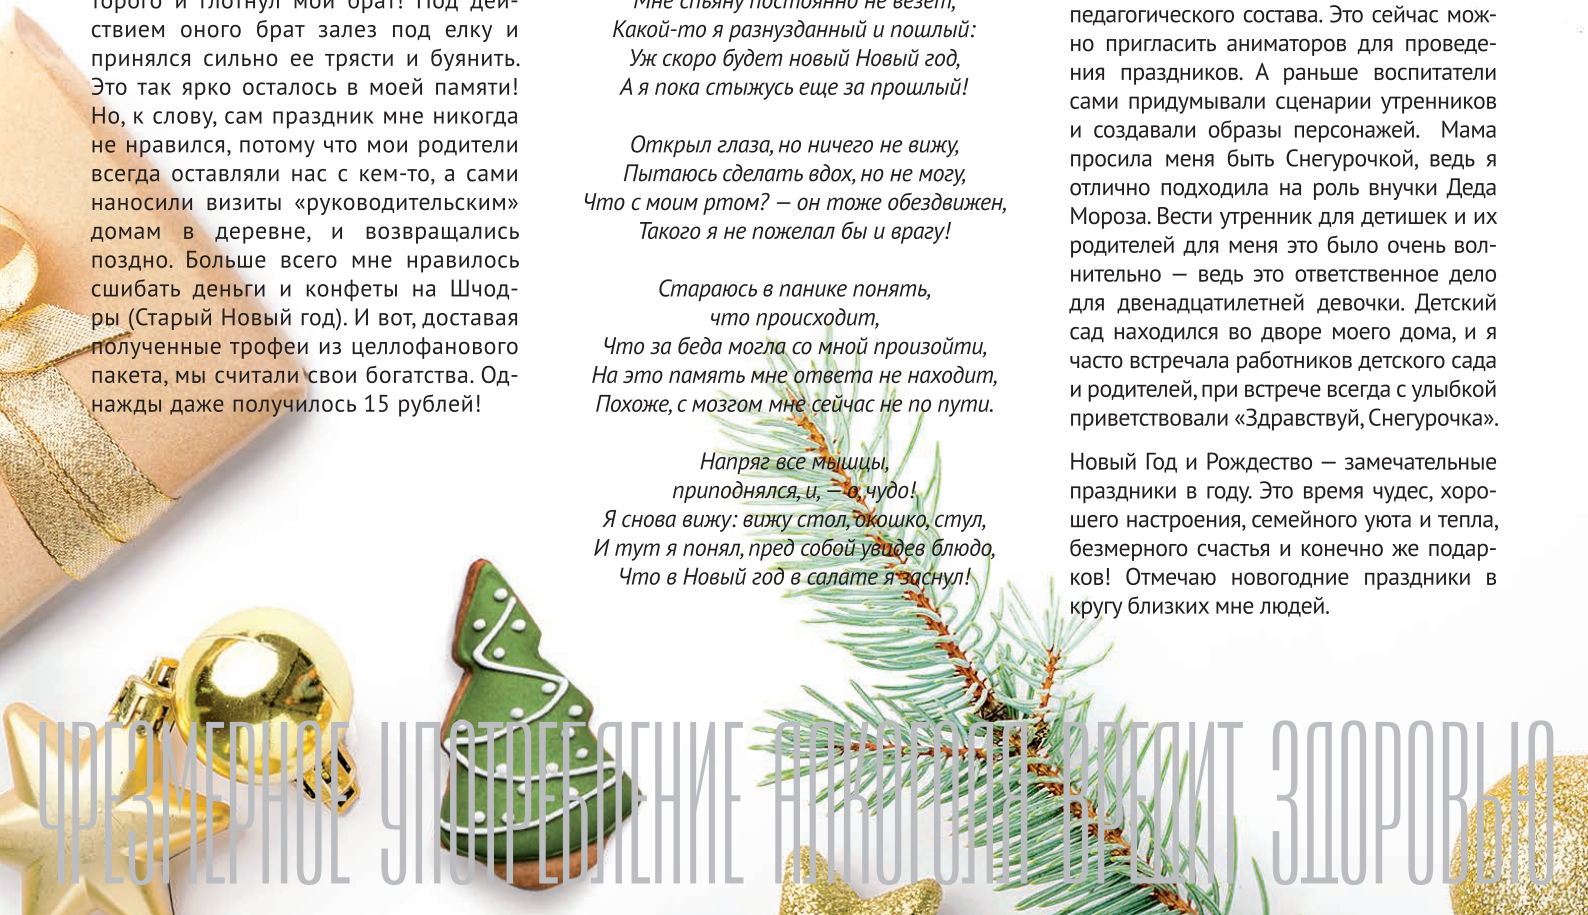 торого и глотнул мой брат! Под дей-
ствием оного брат залез под елку и
принялся сильно ее трясти и буянить.
Это так ярко осталось в моей памяти!
Но, к слову, сам праздник мне никогда
не нравился, потому что мои родители
всегда оставляли нас с кем-то, а сами
наносили визиты «руководительским»
домам в деревне, и возвращались
поздно. Больше всего мне нравилось
сшибать деньги и конфеты на Шчод-
ры (Старый Новый год). И вот, доставая
полученные трофеи из целлофанового
пакета, мы считали свои богатства. Од-
нажды даже получилось 15 рублей!
Мне спьяну постоянно не везет,
Какой-то я разнузданный и пошлый:
Уж скоро будет новый Новый год,
А я пока стыжусь еще за прошлый!
Открыл глаза, но ничего не вижу,
Пытаюсь сделать вдох, но не могу,
Что с моим ртом? — он тоже обездвижен,
Такого я не пожелал бы и врагу!
Стараюсь в панике понять,
что происходит,
Что за беда могла со мной произойти,
На это память мне ответа не находит,
Похоже, с мозгом мне сейчас не по пути.
Напряг все мышцы,
приподнялся, и, — о, чудо!
Я снова вижу: вижу стол, окошко, стул,
И тут я понял, пред собой увидев блюдо,
Что в Новый год в салате я заснул!
педагогического состава. Это сейчас мож-
но пригласить аниматоров для проведе-
ния праздников. А раньше воспитатели
сами придумывали сценарии утренников
и создавали образы персонажей. Мама
просила меня быть Снегурочкой, ведь я
отлично подходила на роль внучки Деда
Мороза. Вести утренник для детишек и их
родителей для меня это было очень вол-
нительно — ведь это ответственное дело
для двенадцатилетней девочки. Детский
сад находился во дворе моего дома, и я
часто встречала работников детского сада
и родителей, при встрече всегда с улыбкой
приветствовали «Здравствуй, Снегурочка».
Новый Год и Рождество — замечательные
праздники в году. Это время чудес, хоро-
шего настроения, семейного уюта и тепла,
безмерного счастья и конечно же подар-
ков! Отмечаю новогодние праздники в
кругу близких мне людей.
ЧРЕЗМЕРНОЕ УПОТРЕБЛЕНИЕ АЛКОГОЛЯ ВРЕДИТ ЗДОРОВЬЮ